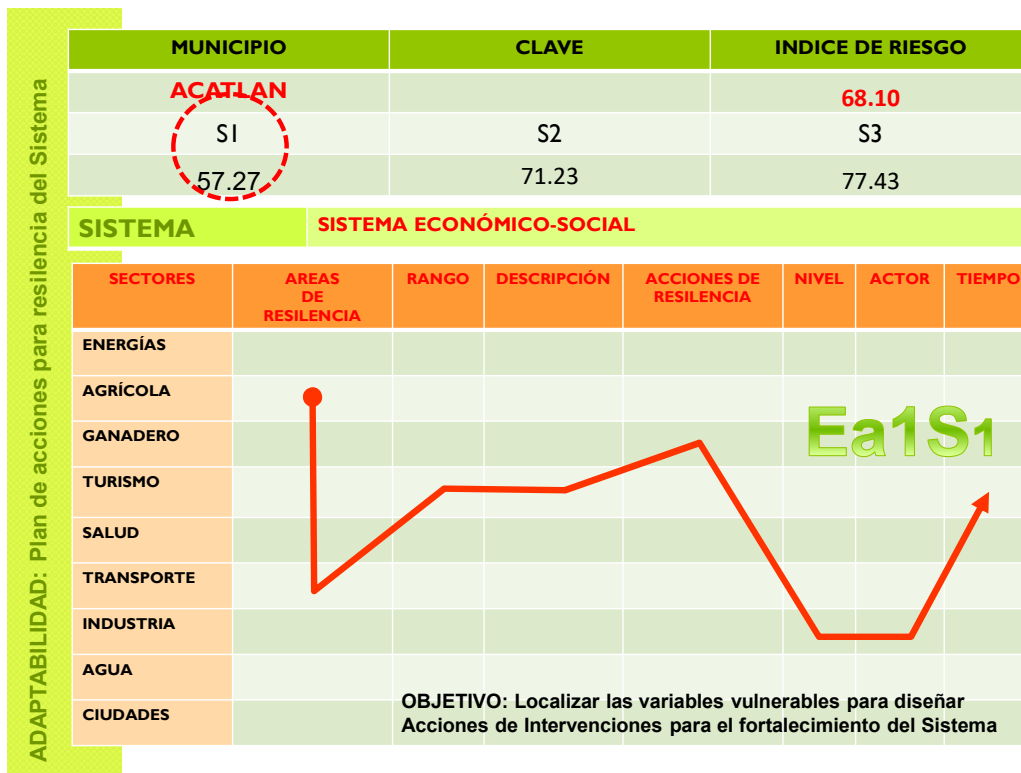 ADAPTABILIDAD: Plan de acciones para resilencia del Sistema
MUNICIPIO CLAVE INDICE DE RIESGO
ACATLAN 68.10
S1 S2 S3
57.27 71.23 77.43
SISTEMA SISTEMA ECONÓMICO-SOCIAL
SECTORES AREAS DE RESILENCIA RANGO DESCRIPCIÓN ACCIONES DE RESILENCIA NIVEL ACTOR TIEMPO
ENERGÍAS
AGRÍCOLA
GANADERO
Ea1S1
TURISMO
SALUD
TRANSPORTE
INDUSTRIA
AGUA
CIUDADES
OBJETIVO: Localizar las variables vulnerables para diseñar
Acciones de Intervenciones para el fortalecimiento del Sistema